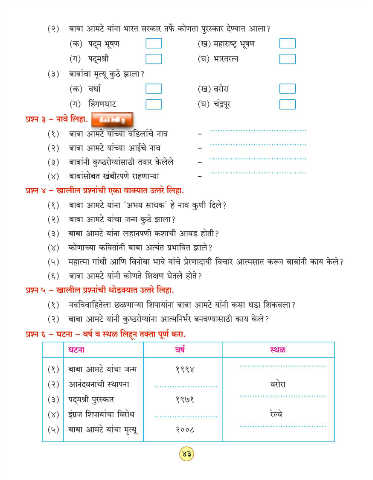 (२) बाबा आमटे यांना भारत सरकार तर्फे कोणता पुरस्कार देण्यात आला?
(क) पद्म भूषण (ख) महाराष्ट्र भूषण
(ग) पद्मश्री (घ) भारतरत्न
(३) बाबांचा मृत्यू कुठे झाला?
(क) वर्धा (ख) वरोरा
(ग) हिंगणघाट (घ) चंद्रपूर
प्रश्न ३ – नावे लिहा.
(१) बाबा आमटे यांच्या वडिलांचे नाव –
(२) बाबा आमटे यांच्या आईचे नाव –
(३) बाबांनी कुष्ठरोग्यांसाठी तयार केलेले –
(४) बाबांसोबत खंबीरपणे राहणाऱ्या –
प्रश्न ४ – खालील प्रश्नांची एका वाक्यात उत्तरे लिहा.
(१) बाबा आमटे यांना 'अभय साधक' हे नाव कुणी दिले?
(२) बाबा आमटे यांचा जन्म कुठे झाला?
(३) बाबा आमटे यांना लहानपणी कशाची आवड होती?
(४) कोणाच्या कवितांनी बाबा अत्यंत प्रभावित झाले?
(५) महात्मा गांधी आणि विनोबा भावे यांचे प्रेरणादायी विचार आत्मसात करून बाबांनी काय केले?
(६) बाबा आमटे यांनी कोणते शिक्षण घेतले होते?
प्रश्न ५ – खालील प्रश्नांची थोडक्यात उत्तरे लिहा.
(१) नवविवाहितेला छळणाऱ्या शिपायांना बाबा आमटे यांनी कसा धडा शिकवला?
(२) बाबा आमटे यांनी कुष्ठरोग्यांना आत्मनिर्भर बनवण्यासाठी काय केले?
प्रश्न ६ – घटना – वर्ष व स्थळ लिहून तक्ता पूर्ण करा.
घटना वर्ष स्थळ
(१) बाबा आमटे यांचा जन्म १९१४
(२) आनंदवनाची स्थापना वरोरा
(३) पद्मश्री पुरस्कार १९७१
(४) इंग्रज शिपायांचा विरोध रेल्वे
(५) बाबा आमटे यांचा मृत्यू २००८
४३